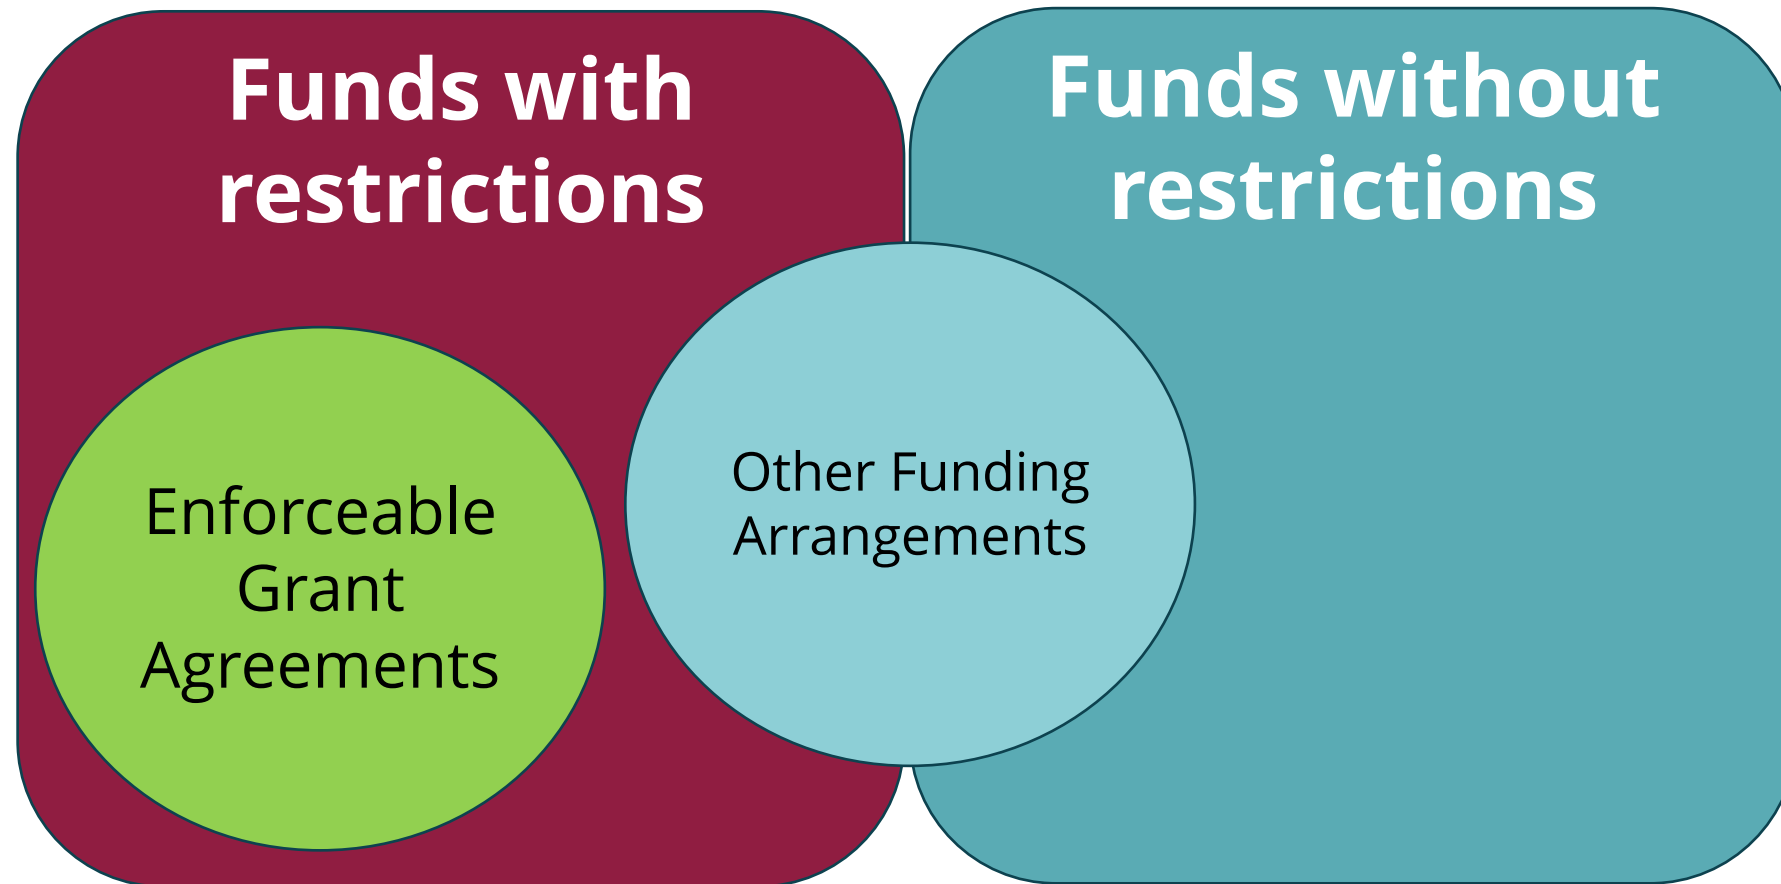 Funds with
restrictions
Funds without
restrictions
Enforceable
Grant
Agreements
Other Funding
Arrangements